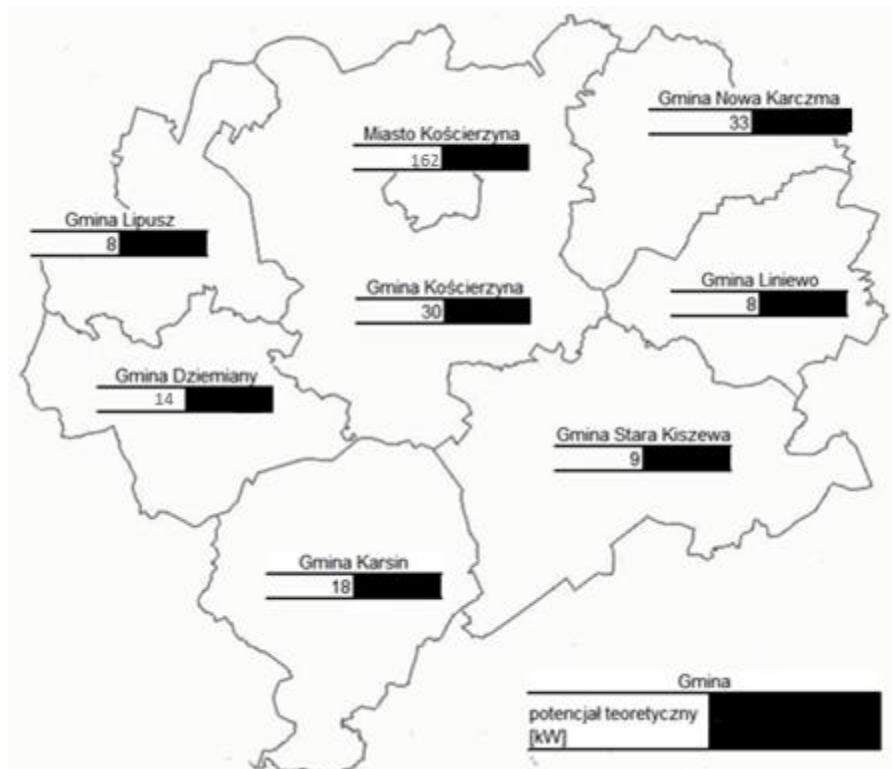 Gmina Nowa Karczma
33
Miasto Kościerzyna
162
Gmina Lipusz
8
Gmina Kościerzyna
30
Gmina Liniewo
8
Gmina Dziemiany
14
Gmina Stara Kiszewa
9
Gmina Karsin
18
Gmina
potencjał teoretyczny
[kW]